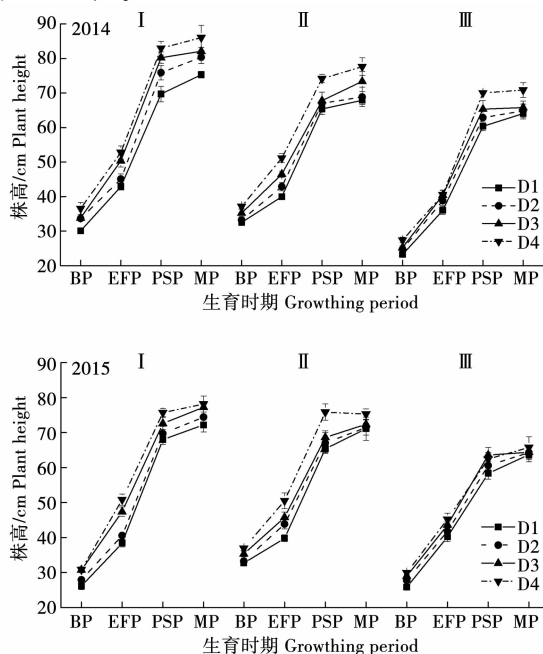 2014
Ⅰ Ⅱ Ⅲ
90
80
70
60
50
40
30
20
株高/cm Plant height
D1
D2
D3
D4
BP EFP PSP MP BP EFP PSP MP BP EFP PSP MP
生育时期 Growthing period
2015
Ⅰ Ⅱ Ⅲ
90
80
70
60
50
40
30
20
株高/cm Plant height
D1
D2
D3
D4
BP EFP PSP MP BP EFP PSP MP BP EFP PSP MP
生育时期 Growthing period